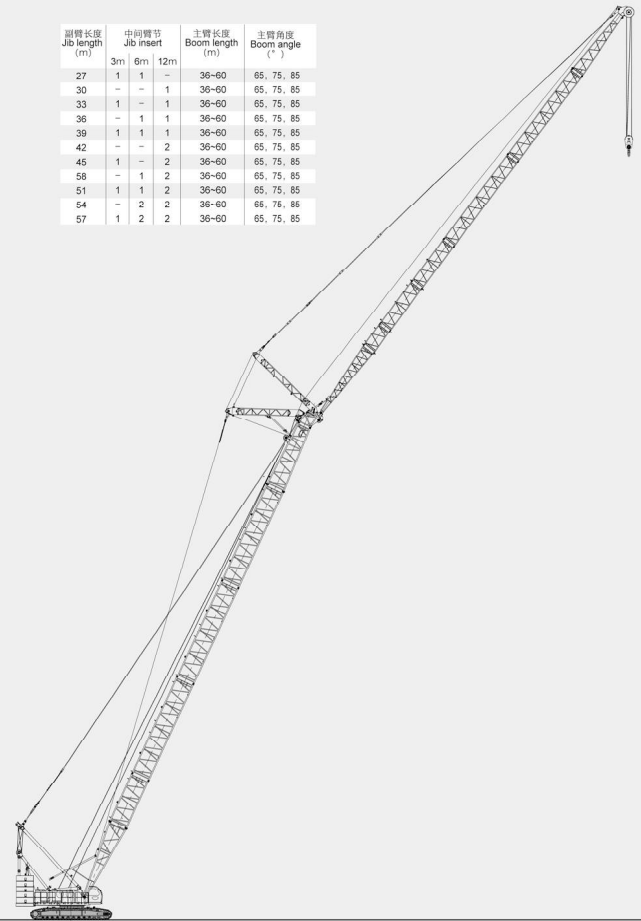 副臂长度 中间臂节 主臂长度 主臂角度
Jib length Jib insert Boom length Boom angle
(m) (m) (°)
3m 6m 12m
27 1 1 – 36~60 65, 75, 85
30 – – 1 36~60 65, 75, 85
33 1 – 1 36~60 65, 75, 85
36 – 1 1 36~60 65, 75, 85
39 1 1 1 36~60 65, 75, 85
42 – – 2 36~60 65, 75, 85
45 1 – 2 36~60 65, 75, 85
58 – 1 2 36~60 65, 75, 85
51 1 1 2 36~60 65, 75, 85
54 – 2 2 36-60 65, 75, 85
57 1 2 2 36~60 65, 75, 85